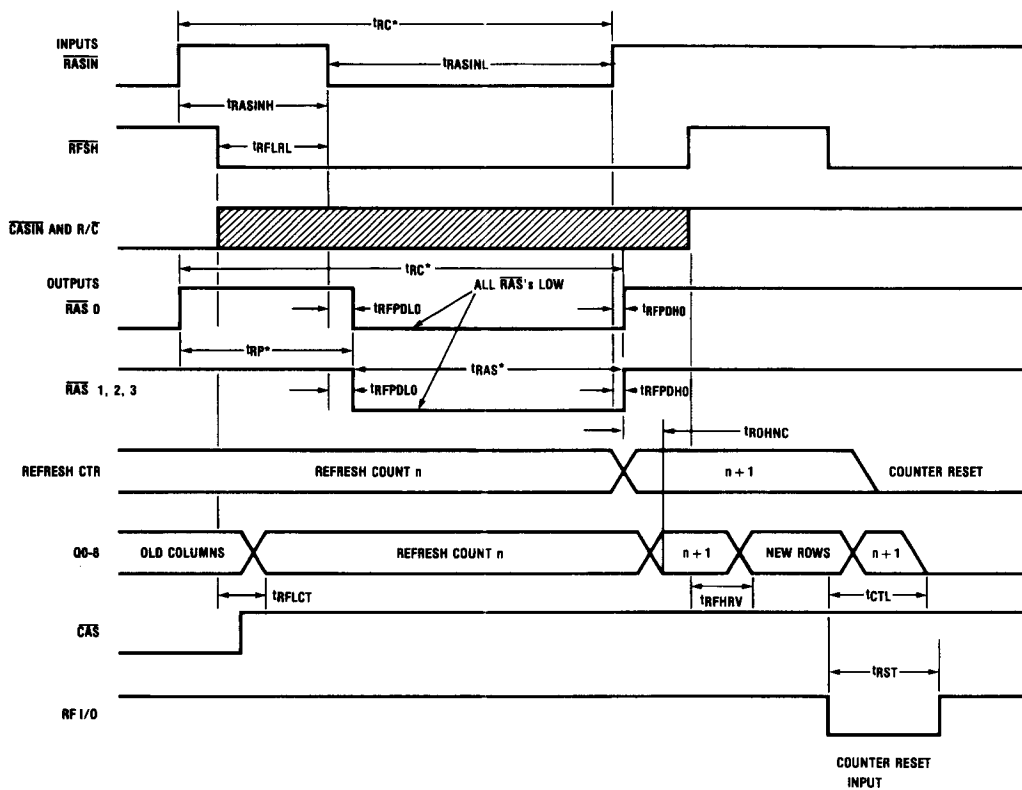 tRC*
INPUTS
RASIN
tRASINL
tRASINH
RFSH
tRFLRL
CASIN AND R/C
tRC*
OUTPUTS
ALL RAS's LOW
RAS 0
tRFPDL0
tRFPDH0
tRP*
tRAS*
RAS 1, 2, 3
tRFPDL0
tRFPDH0
tROHNC
REFRESH CTR
REFRESH COUNT n
n + 1
COUNTER RESET
Q0-8
OLD COLUMNS
REFRESH COUNT n
n + 1
NEW ROWS
n + 1
tRFLCT
tRFHRV
tCTL
CAS
tRST
RF I/O
COUNTER RESET
INPUT